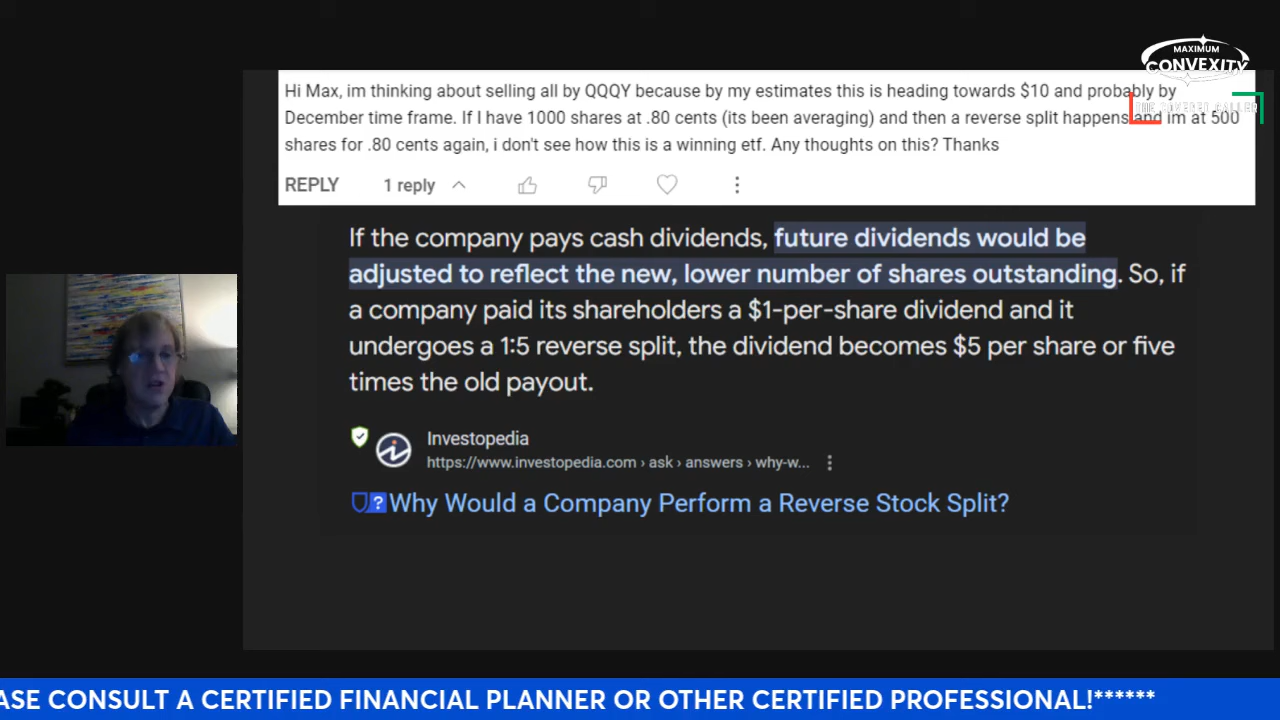 MAXIMUM
CONVEXITY
Hi Max, im thinking about selling all by QQQY because by my estimates this is heading towards $10 and probably by
December time frame. If I have 1000 shares at .80 cents (its been averaging) and then a reverse split happens and im at 500
shares for .80 cents again, i don't see how this is a winning etf. Any thoughts on this? Thanks
REPLY 1 reply
If the company pays cash dividends, future dividends would be
adjusted to reflect the new, lower number of shares outstanding. So, if
a company paid its shareholders a $1-per-share dividend and it
undergoes a 1:5 reverse split, the dividend becomes $5 per share or five
times the old payout.
Investopedia
https://www.investopedia.com › ask › answers › why-w...
?Why Would a Company Perform a Reverse Stock Split?
ASE CONSULT A CERTIFIED FINANCIAL PLANNER OR OTHER CERTIFIED PROFESSIONAL!******